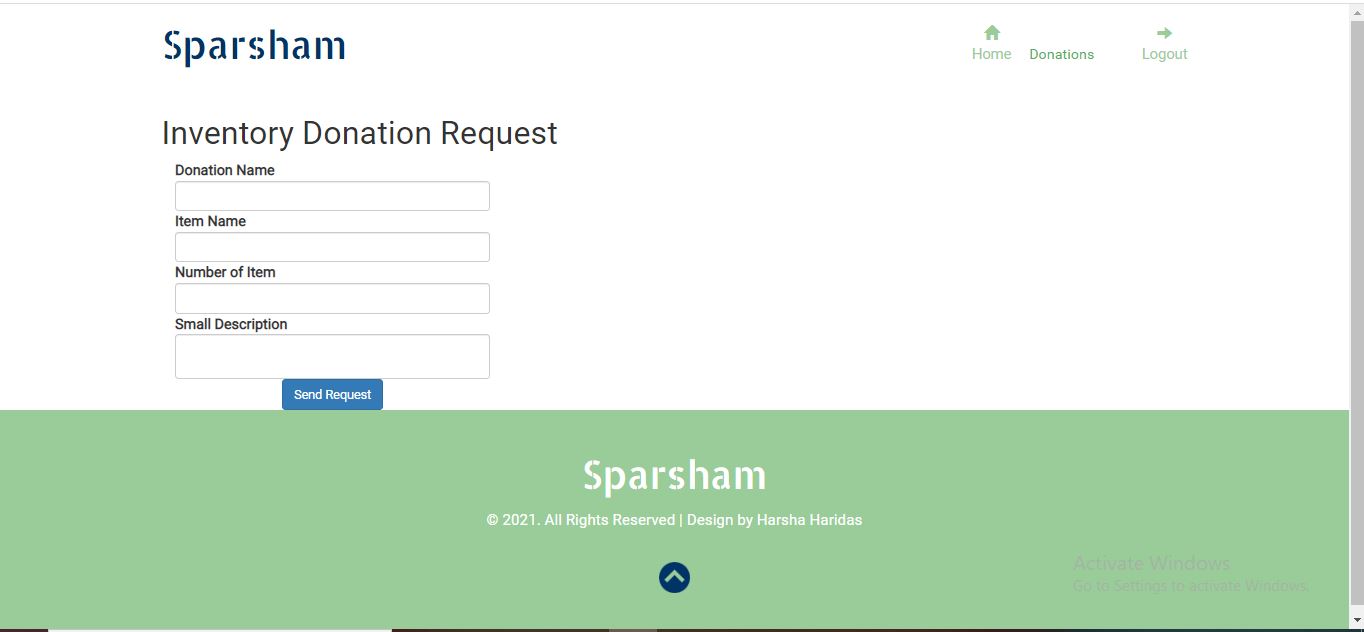 Sparsham
Home
Donations
Logout
Inventory Donation Request
Donation Name
Item Name
Number of Item
Small Description
Send Request
Sparsham
© 2021. All Rights Reserved | Design by Harsha Haridas
Activate Windows
Go to Settings to activate Windows.